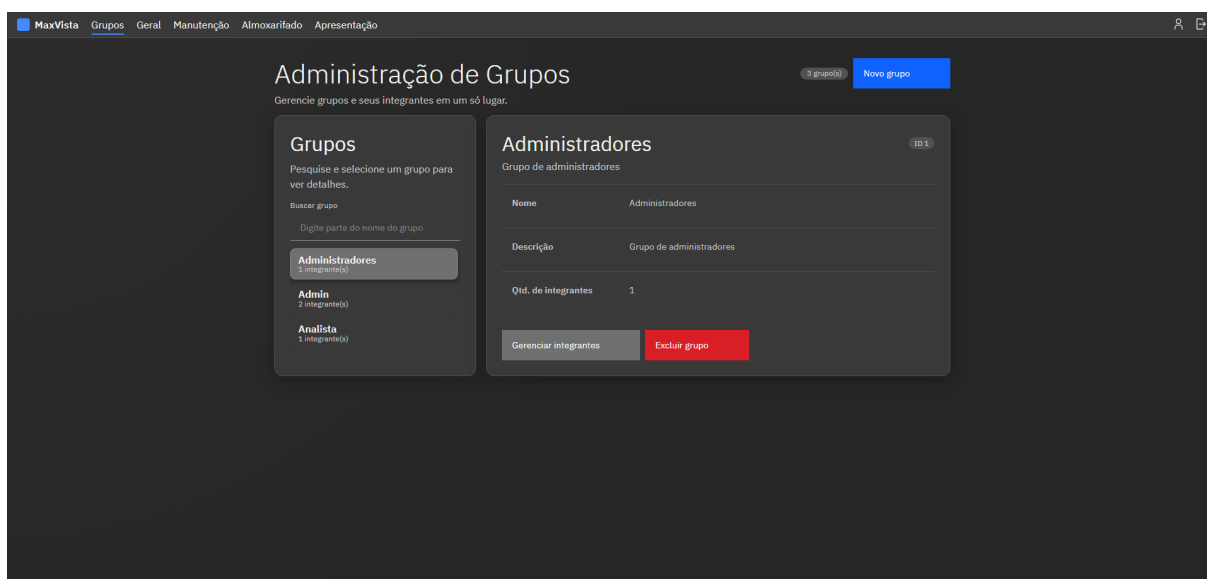 MaxVista Grupos Geral Manutenção Almoxarifado Apresentação
Administração de Grupos
Gerencie grupos e seus integrantes em um só lugar.
3 grupo(s)
Novo grupo
Grupos
Pesquise e selecione um grupo para
ver detalhes.
Buscar grupo
Digite parte do nome do grupo
Administradores
1 integrante(s)
Admin
2 integrante(s)
Analista
1 integrante(s)
Administradores
ID 1
Grupo de administradores
Nome Administradores
Descrição Grupo de administradores
Qtd. de integrantes 1
Gerenciar integrantes
Excluir grupo